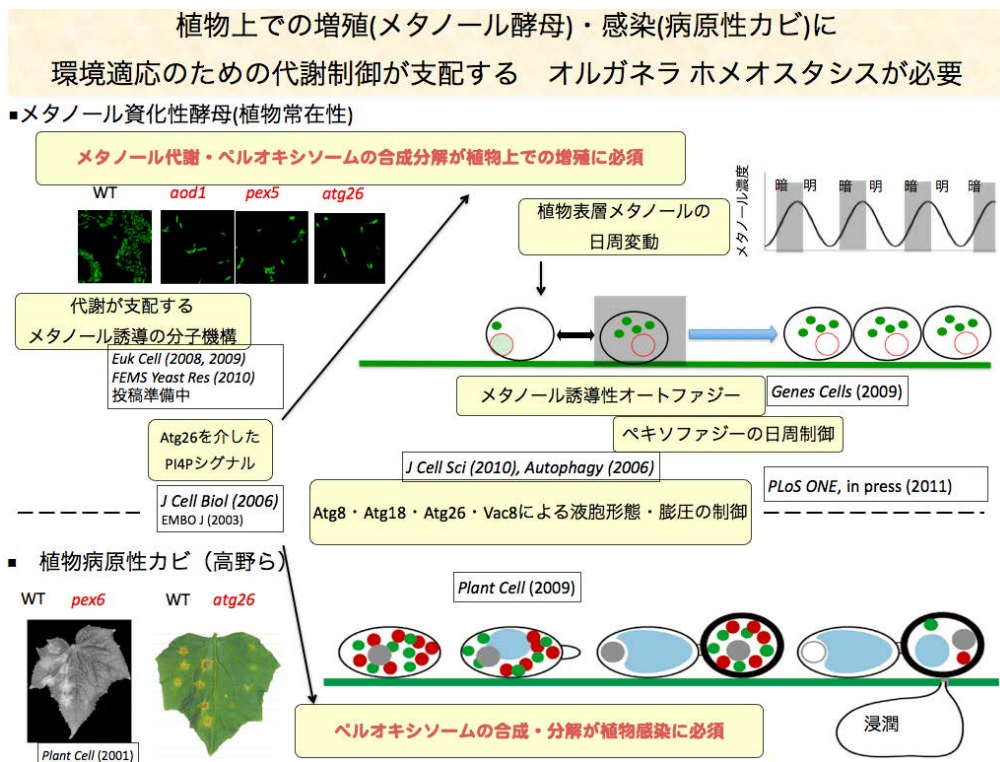 植物上での増殖(メタノール酵母)・感染(病原性カビ)に
環境適応のための代謝制御が支配する　オルガネラ ホメオスタシスが必要
▪メタノール資化性酵母(植物常在性)
メタノール代謝・ペルオキシソームの合成分解が植物上での増殖に必須
WT aod1 pex5 atg26
植物表層メタノールの
日周変動
メタノール濃度
暗 明 暗 明 暗 明 暗
代謝が支配する
メタノール誘導の分子機構
Euk Cell (2008, 2009)
FEMS Yeast Res (2010)
投稿準備中
メタノール誘導性オートファジー
Genes Cells (2009)
ペキソファジーの日周制御
Atg26を介した
PI4Pシグナル
J Cell Sci (2010), Autophagy (2006)
PLoS ONE, in press (2011)
J Cell Biol (2006)
EMBO J (2003)
Atg8・Atg18・Atg26・Vac8による液胞形態・膨圧の制御
▪ 植物病原性カビ（高野ら）
Plant Cell (2009)
WT pex6 WT atg26
浸潤
ペルオキシソームの合成・分解が植物感染に必須
Plant Cell (2001)